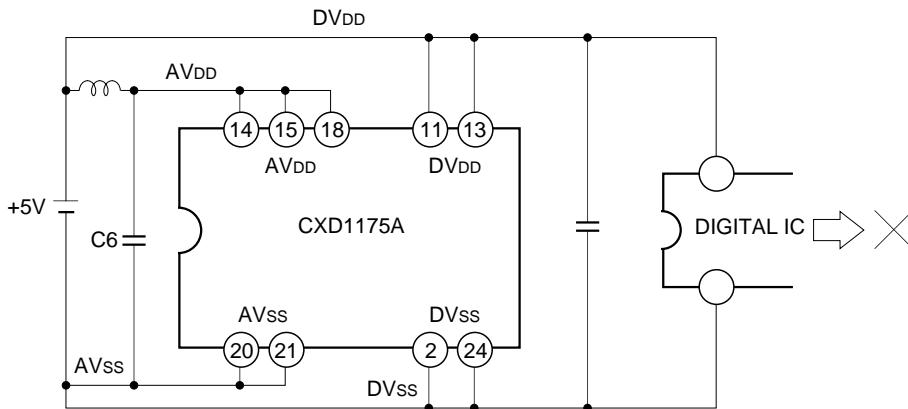 DVDD
AVDD
14 15 18 11 13
AVDD DVDD
+5V
C6
CXD1175A
DIGITAL IC
AVSS DVSS
20 21 2 24
AVSS
DVSS